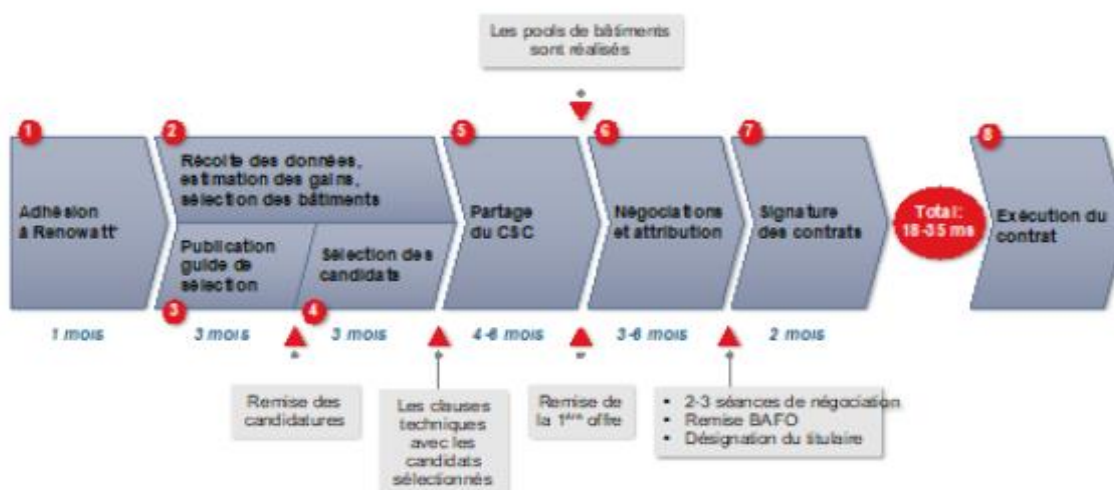 Les pools de bâtiments
sont réalisés
1
2
5
6
7
8
Récolte des données,
estimation des gains,
sélection des bâtiments
Adhésion
à Renowatt
Partage
du CSC
Négociations
et attribution
Signature
des contrats
Total:
18-35 ms
Exécution du
contrat
Publication
guide de
sélection
Sélection des
candidats
3
4
1 mois
3 mois
3 mois
4-6 mois
3-6 mois
2 mois
Remise des
candidatures
Les clauses
techniques
avec les
candidats
sélectionnés
Remise de
la 1ère offre
• 2-3 séances de négociation
• Remise BAFO
• Désignation du titulaire